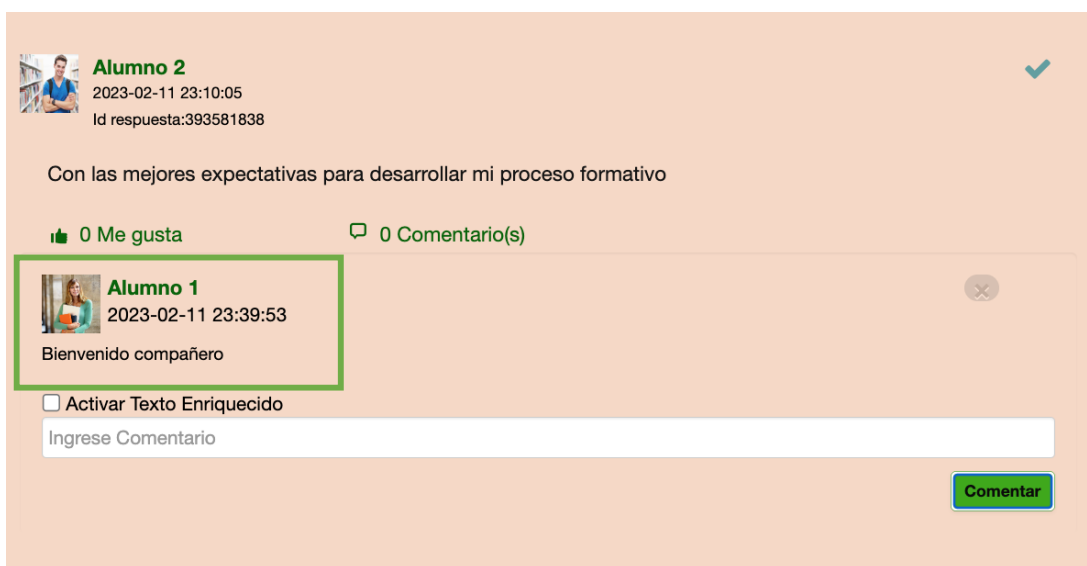 Alumno 2
2023-02-11 23:10:05
Id respuesta:393581838
Con las mejores expectativas para desarrollar mi proceso formativo
0 Me gusta
0 Comentario(s)
Alumno 1
2023-02-11 23:39:53
Bienvenido compañero
Activar Texto Enriquecido
Ingrese Comentario
Comentar